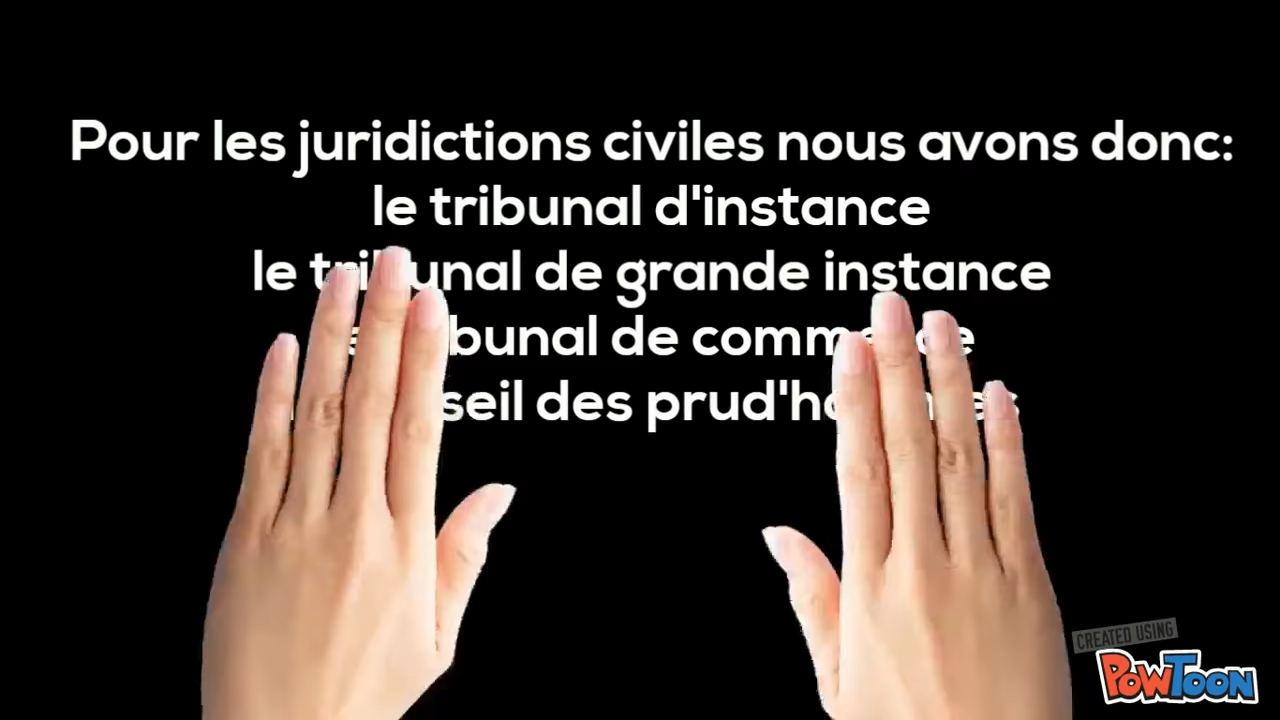 Pour les juridictions civiles nous avons donc:
le tribunal d'instance
le tribunal de grande instance
de
des
CREATED USING
POWTOON